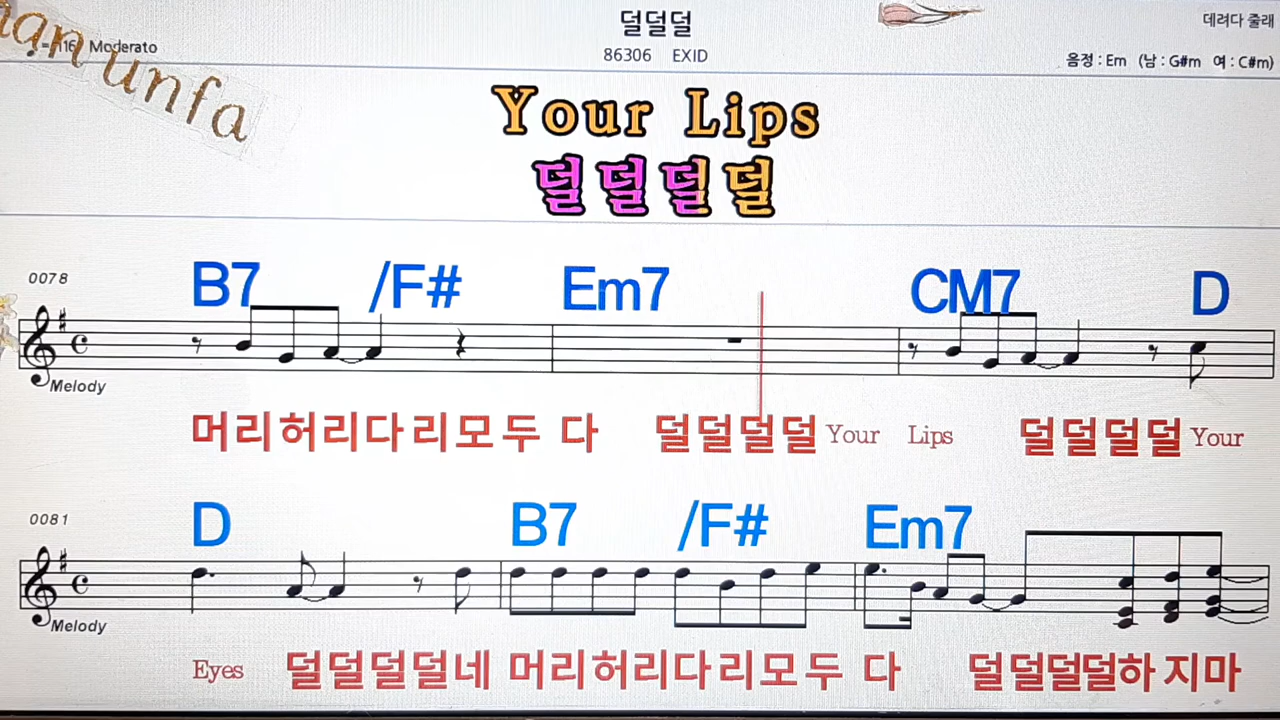 덜덜덜
데려다 줄래
Moderato
86306 EXID
음정 : Em (남 : G#m 여 : C#m)
unfa
Your Lips
덜덜덜덜
0078
B7 /F# Em7 CM7 D
Melody
머리허리다리모두 다 덜덜덜덜 Your Lips 덜덜덜덜 Your
0081
D B7 /F# Em7
Melody
Eyes 덜덜덜덜네 머리허리다리모두 다 덜덜덜덜하지마